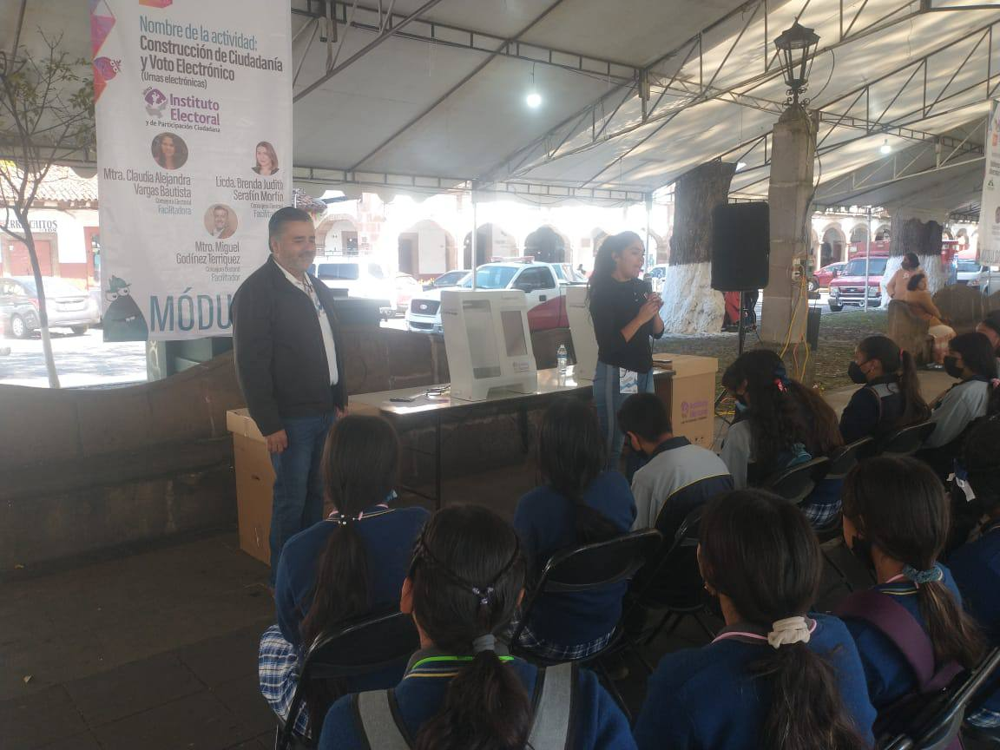 Nombre de la actividad:
Construcción de Ciudadanía
y Voto Electrónico
(Urnas electrónicas)
Instituto
Electoral
y de Participación Ciudadana
Mtra. Claudia Alejandra
Vargas Bautista
Consejera Electoral
Facilitadora
Licda. Brenda Judith
Serafín Morfín
Consejera Electoral
Mtro. Miguel
Godínez Terríquez
Consejero Electoral
Facilitador
MÓDU
Instituto
Electoral